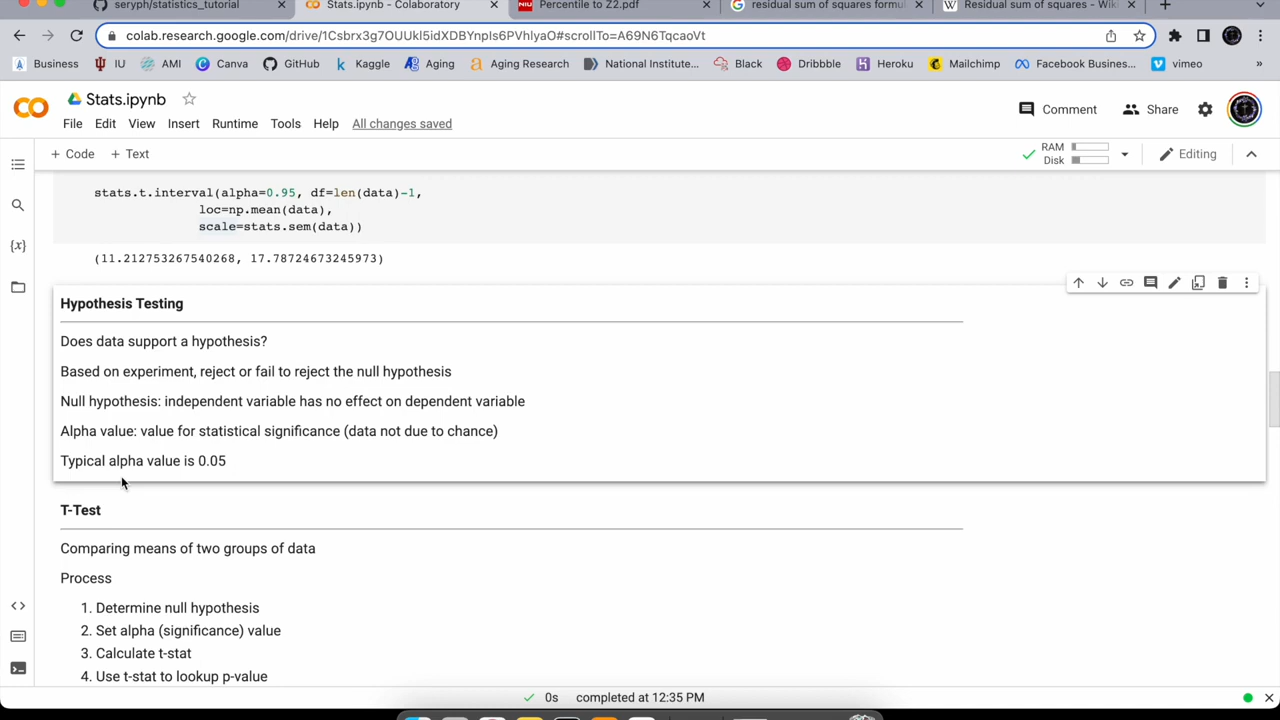 seryph/statistics_tutorial
Stats.ipynb - Colaboratory
Percentile to Z2.pdf
residual sum of squares formul
Residual sum of squares - Wiki
colab.research.google.com/drive/1Csbrx3g7OUUkl5idXDBYnpIs6PVhlyaO#scrollTo=A69N6TqcaoVt
Business IU AMI Canva GitHub Kaggle Aging Aging Research National Institute... Black Dribbble Heroku Mailchimp Facebook Busines... vimeo »
Stats.ipynb
Comment Share
File Edit View Insert Runtime Tools Help All changes saved
+ Code + Text
RAM
Disk
Editing
stats.t.interval(alpha=0.95, df=len(data)-1,
loc=np.mean(data),
scale=stats.sem(data))
(11.212753267540268, 17.78724673245973)
Hypothesis Testing
Does data support a hypothesis?
Based on experiment, reject or fail to reject the null hypothesis
Null hypothesis: independent variable has no effect on dependent variable
Alpha value: value for statistical significance (data not due to chance)
Typical alpha value is 0.05
T-Test
Comparing means of two groups of data
Process
1. Determine null hypothesis
2. Set alpha (significance) value
3. Calculate t-stat
4. Use t-stat to lookup p-value
0s completed at 12:35 PM